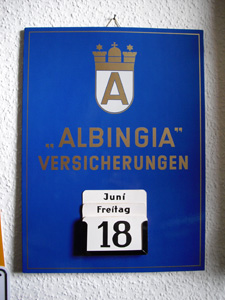 A
„ALBINGIA“
VERSICHERUNGEN
Juni
Freitag
18